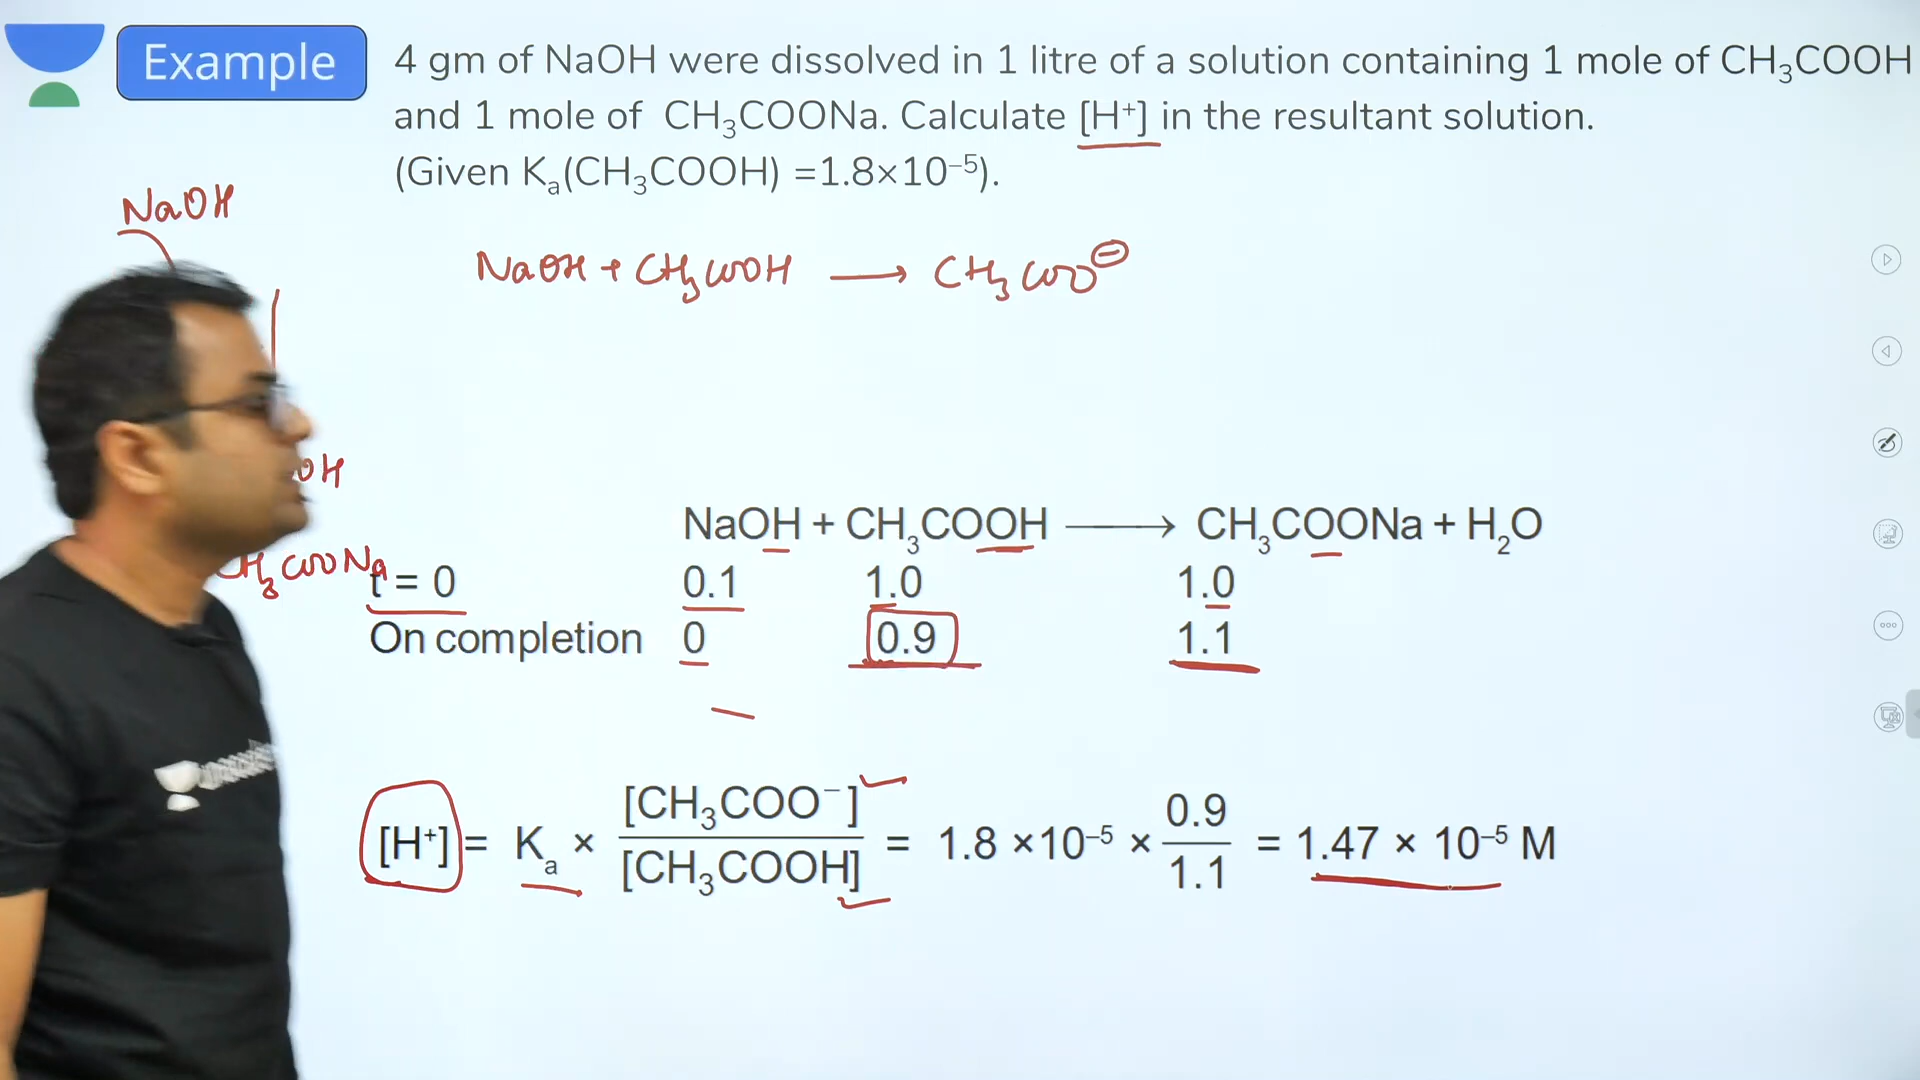 Example
4 gm of NaOH were dissolved in 1 litre of a solution containing 1 mole of CH₃COOH
and 1 mole of CH₃COONa. Calculate [H⁺] in the resultant solution.
(Given Kₐ(CH₃COOH) =1.8×10⁻⁵).
NaOH
NaOH + CH₃COOH ⟶ CH₃COO⊖
OH
CH₃COONa
NaOH + CH₃COOH ⟶ CH₃COONa + H₂O
t = 0 0.1 1.0 1.0
On completion 0 0.9 1.1
[H⁺] = Kₐ × [CH₃COO⁻] / [CH₃COOH] = 1.8 ×10⁻⁵ × 0.9 / 1.1 = 1.47 × 10⁻⁵ M